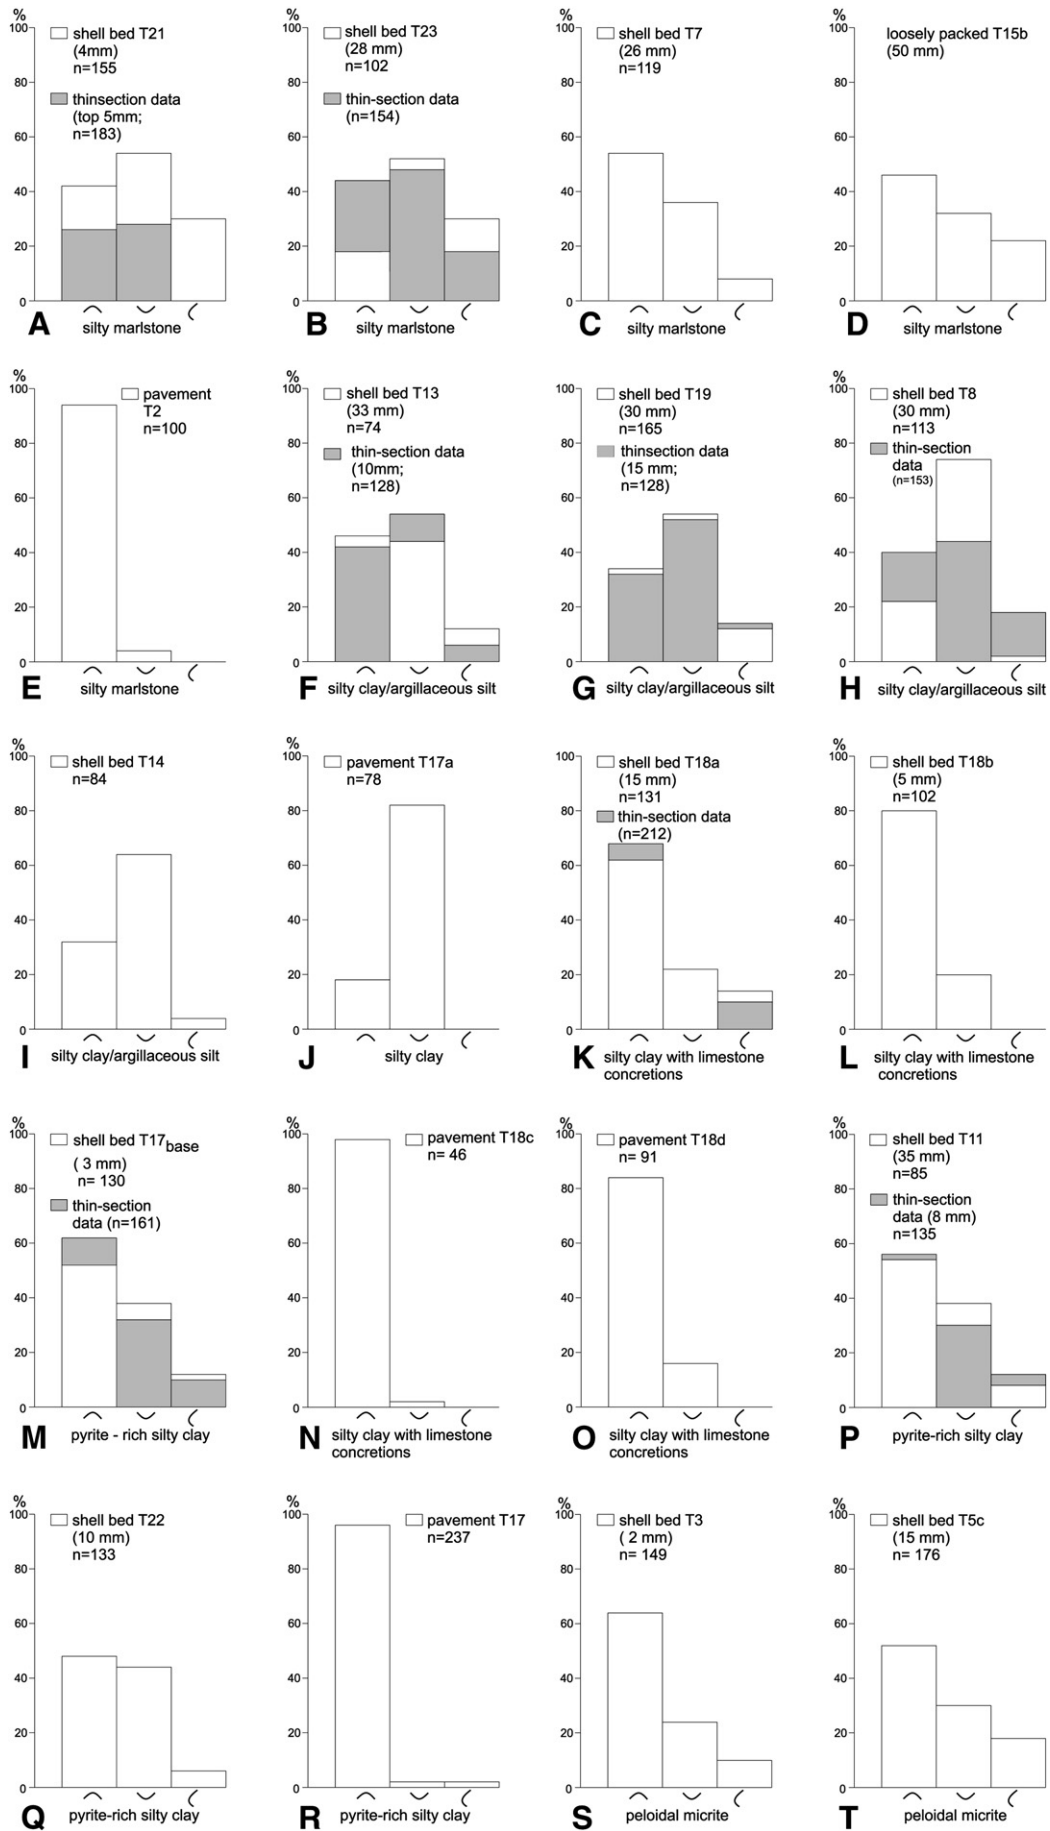 %
100
80
60
40
20
0
shell bed T21
(4mm)
n=155
thinsection data
(top 5mm;
n=183)
A
silty marlstone
%
100
80
60
40
20
0
shell bed T23
(28 mm)
n=102
thin-section data
(n=154)
B
silty marlstone
%
100
80
60
40
20
0
shell bed T7
(26 mm)
n=119
C
silty marlstone
%
100
80
60
40
20
0
loosely packed T15b
(50 mm)
D
silty marlstone
%
100
80
60
40
20
0
pavement
T2
n=100
E
silty marlstone
%
100
80
60
40
20
0
shell bed T13
(33 mm)
n=74
thin-section data
(10mm;
n=128)
F
silty clay/argillaceous silt
%
100
80
60
40
20
0
shell bed T19
(30 mm)
n=165
thinsection data
(15 mm;
n=128)
G
silty clay/argillaceous silt
%
100
80
60
40
20
0
shell bed T8
(30 mm)
n=113
thin-section
data
(n=153)
H
silty clay/argillaceous silt
%
100
80
60
40
20
0
shell bed T14
n=84
I
silty clay/argillaceous silt
%
100
80
60
40
20
0
pavement T17a
n=78
J
silty clay
%
100
80
60
40
20
0
shell bed T18a
(15 mm)
n=131
thin-section data
(n=212)
K
silty clay with limestone
concretions
%
100
80
60
40
20
0
shell bed T18b
(5 mm)
n=102
L
silty clay with limestone
concretions
%
100
80
60
40
20
0
shell bed T17base
( 3 mm)
n= 130
thin-section
data (n=161)
M
pyrite - rich silty clay
%
100
80
60
40
20
0
pavement T18c
n= 46
N
silty clay with limestone
concretions
%
100
80
60
40
20
0
pavement T18d
n= 91
O
silty clay with limestone
concretions
%
100
80
60
40
20
0
shell bed T11
(35 mm)
n=85
thin-section
data (8 mm)
n=135
P
pyrite-rich silty clay
%
100
80
60
40
20
0
shell bed T22
(10 mm)
n=133
Q
pyrite-rich silty clay
%
100
80
60
40
20
0
pavement T17
n=237
R
pyrite-rich silty clay
%
100
80
60
40
20
0
shell bed T3
( 2 mm)
n= 149
S
peloidal micrite
%
100
80
60
40
20
0
shell bed T5c
(15 mm)
n= 176
T
peloidal micrite